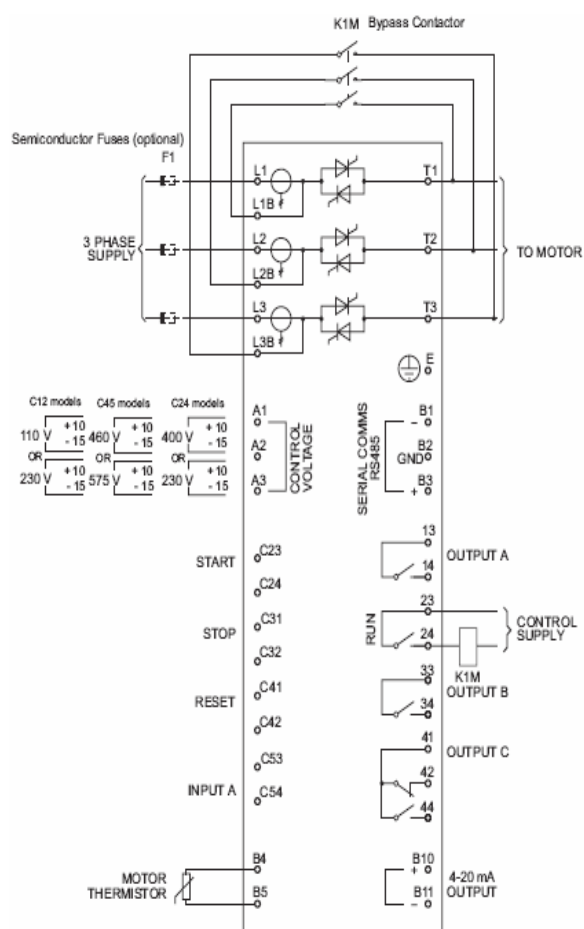 K1M Bypass Contactor
Semiconductor Fuses (optional)
F1
L1
T1
L1B
3 PHASE
SUPPLY
L2
T2
L2B
TO MOTOR
L3
T3
L3B
E
C12 models C45 models C24 models
110 V + 10 - 15
460 V + 10 - 15
400 V + 10 - 15
OR OR OR
230 V + 10 - 15
575 V + 10 - 15
230 V + 10 - 15
A1
A2
A3
CONTROL
VOLTAGE
SERIAL COMMS
RS485
- B1
GND B2
+ B3
START
C23
C24
STOP
C31
C32
RESET
C41
C42
INPUT A
C53
C54
13
14
OUTPUT A
RUN
23
24
CONTROL
SUPPLY
K1M
33
34
OUTPUT B
41
42
44
OUTPUT C
MOTOR
THERMISTOR
B4
B5
+ B10
- B11
4-20 mA
OUTPUT